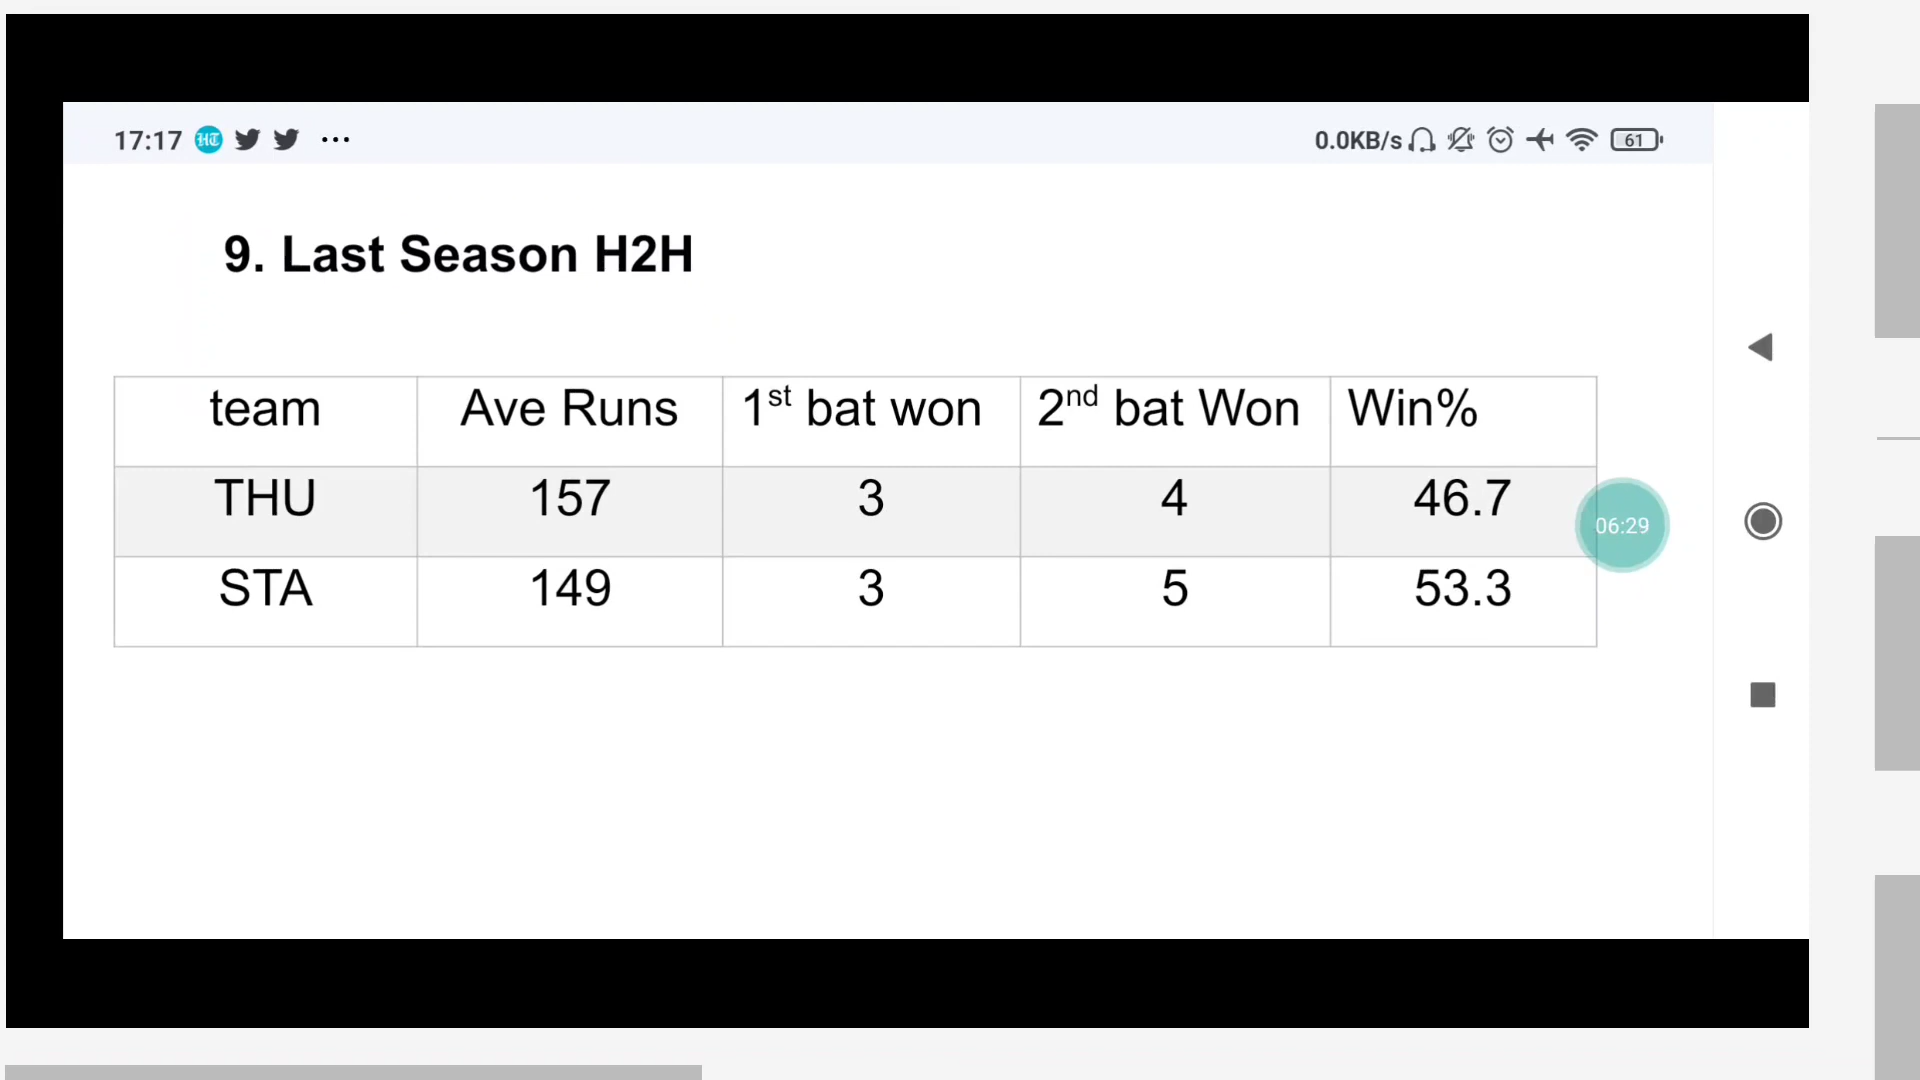 17:17 HT ... 0.0KB/s 61
9. Last Season H2H
team Ave Runs 1st bat won 2nd bat Won Win%
THU 157 3 4 46.7
06:29
STA 149 3 5 53.3